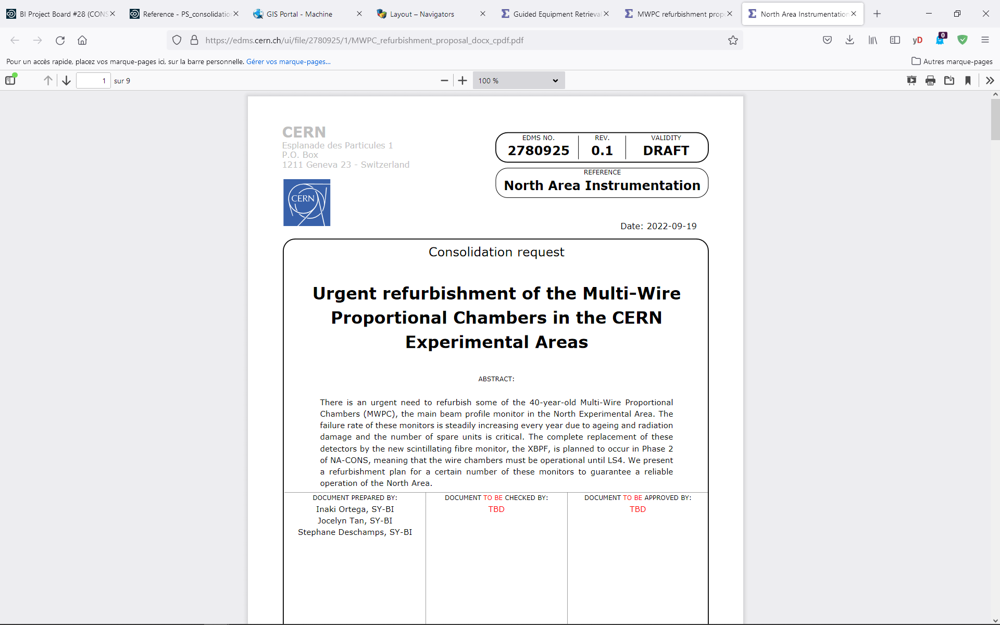 BI Project Board #28 (CONS
Reference - PS_consolidation
GIS Portal - Machine
Layout – Navigators
Guided Equipment Retrieval
MWPC refurbishment prop
North Area Instrumentation
https://edms.cern.ch/ui/file/2780925/1/MWPC_refurbishment_proposal_docx_cpdf.pdf
yD
0
Pour un accès rapide, placez vos marque-pages ici, sur la barre personnelle. Gérer vos marque-pages...
Autres marque-pages
1 sur 9
100 %
CERN
Esplanade des Particules 1
P.O. Box
1211 Geneva 23 - Switzerland
CERN
EDMS NO. REV. VALIDITY
2780925 0.1 DRAFT
REFERENCE
North Area Instrumentation
Date: 2022-09-19
Consolidation request
Urgent refurbishment of the Multi-Wire
Proportional Chambers in the CERN
Experimental Areas
ABSTRACT:
There is an urgent need to refurbish some of the 40-year-old Multi-Wire Proportional
Chambers (MWPC), the main beam profile monitor in the North Experimental Area. The
failure rate of these monitors is steadily increasing every year due to ageing and radiation
damage and the number of spare units is critical. The complete replacement of these
detectors by the new scintillating fibre monitor, the XBPF, is planned to occur in Phase 2
of NA-CONS, meaning that the wire chambers must be operational until LS4. We present
a refurbishment plan for a certain number of these monitors to guarantee a reliable
operation of the North Area.
DOCUMENT PREPARED BY:
Inaki Ortega, SY-BI
Jocelyn Tan, SY-BI
Stephane Deschamps, SY-BI
DOCUMENT TO BE CHECKED BY:
TBD
DOCUMENT TO BE APPROVED BY:
TBD